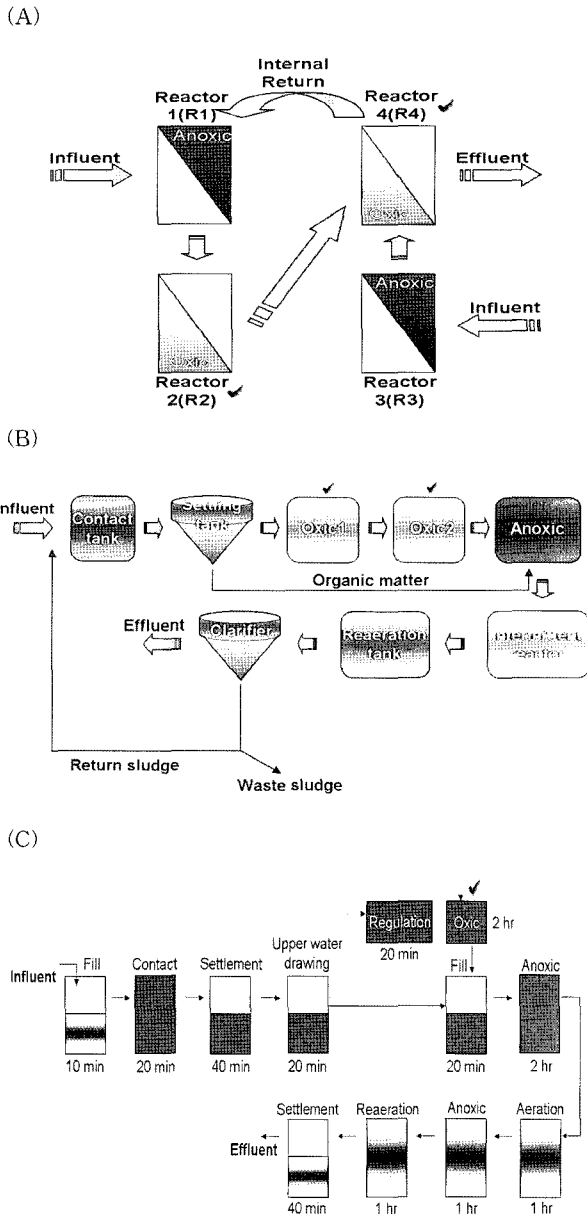 (A)
Internal
Return
Reactor
1(R1)
Reactor
4(R4)
Anoxic
Influent
Effluent
Oxic
Anoxic
Influent
Oxic
Reactor
2(R2)
Reactor
3(R3)
(B)
Influent
Contact
tank
Settling
tank
Oxic1
Oxic2
Anoxic
Organic matter
Effluent
Clarifier
Reaeration
tank
Return sludge
Waste sludge
(C)
Regulation
Oxic
2 hr
20 min
Influent
Fill
Contact
Settlement
Upper water
drawing
Fill
Anoxic
10 min
20 min
40 min
20 min
20 min
2 hr
Settlement
Reaeration
Anoxic
Aeration
Effluent
40 min
1 hr
1 hr
1 hr